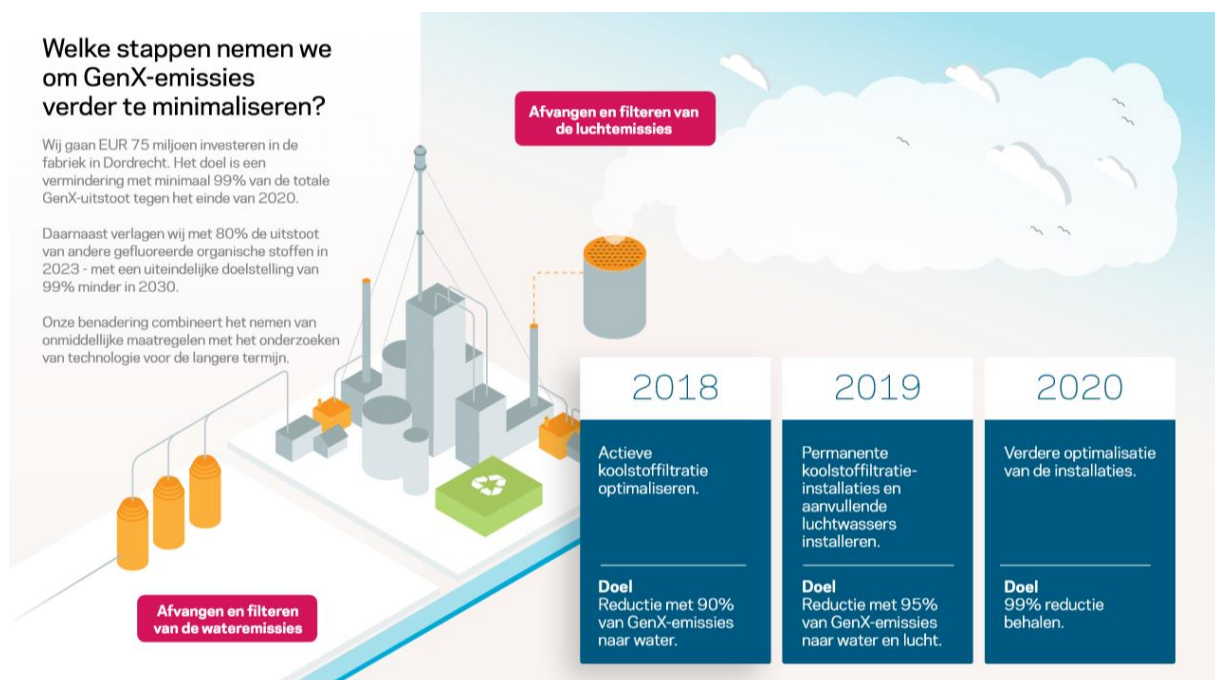 Welke stappen nemen we
om GenX-emissies
verder te minimaliseren?
Wij gaan EUR 75 miljoen investeren in de
fabriek in Dordrecht. Het doel is een
vermindering met minimaal 99% van de totale
GenX-uitstoot tegen het einde van 2020.
Daarnaast verlagen wij met 80% de uitstoot
van andere gefluoreerde organische stoffen in
2023 - met een uiteindelijke doelstelling van
99% minder in 2030.
Onze benadering combineert het nemen van
onmiddellijke maatregelen met het onderzoeken
van technologie voor de langere termijn.
Afvangen en filteren van
de luchtemissies
Afvangen en filteren
van de wateremissies
2018
Actieve
koolstoffiltratie
optimaliseren.
Doel
Reductie met 90%
van GenX-emissies
naar water.
2019
Permanente
koolstoffiltratie-
installaties en
aanvullende
luchtwassers
installeren.
Doel
Reductie met 95%
van GenX-emissies
naar water en lucht.
2020
Verdere optimalisatie
van de installaties.
Doel
99% reductie
behalen.